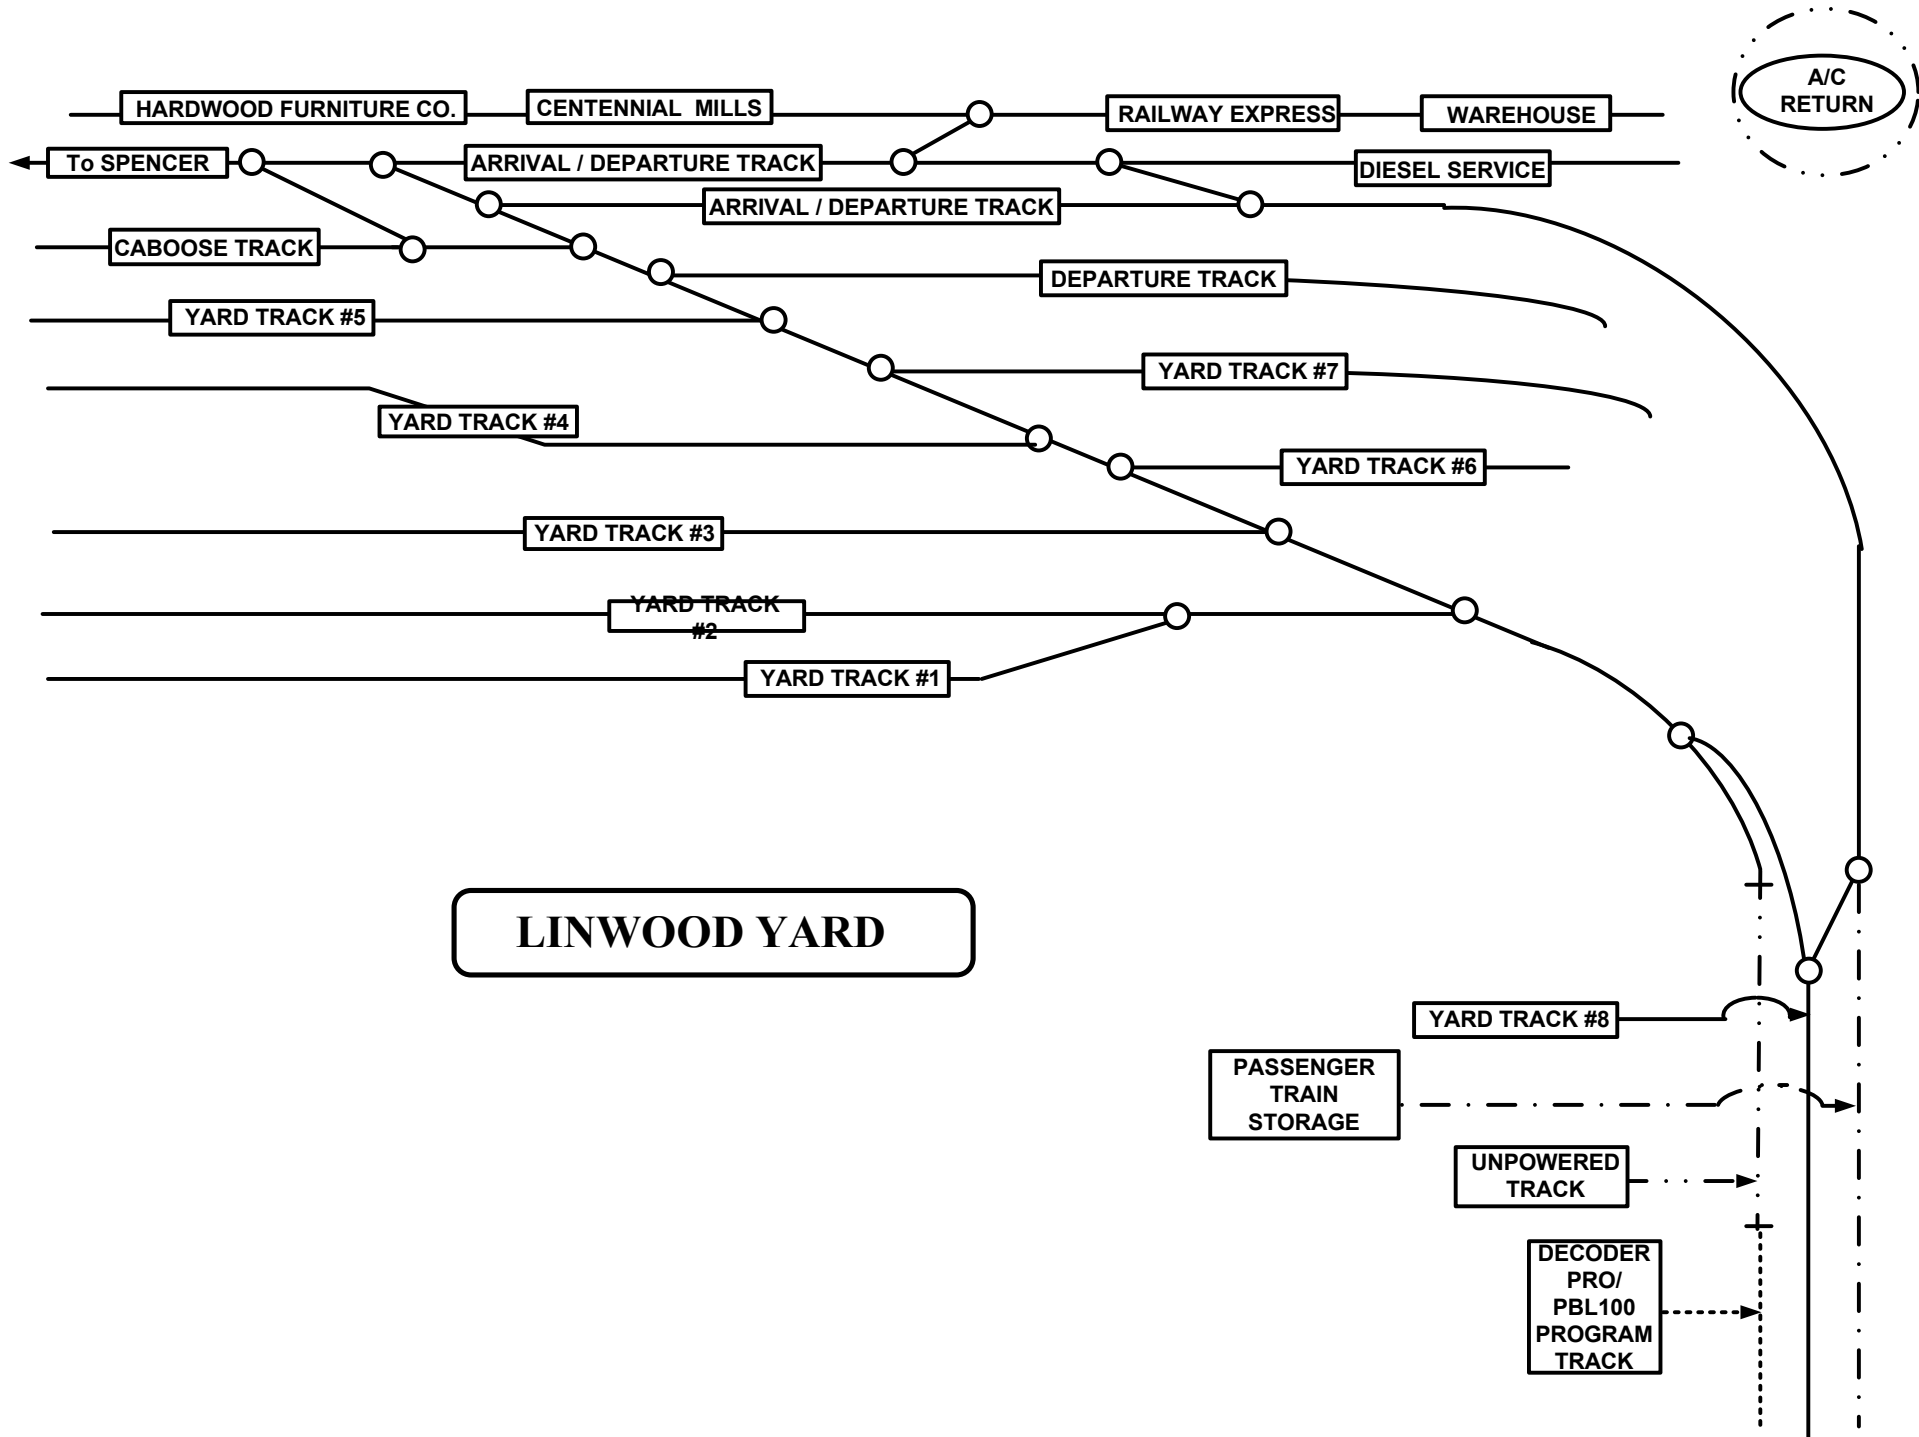 A/C
RETURN
HARDWOOD FURNITURE CO.
CENTENNIAL MILLS
RAILWAY EXPRESS
WAREHOUSE
To SPENCER
ARRIVAL / DEPARTURE TRACK
DIESEL SERVICE
ARRIVAL / DEPARTURE TRACK
CABOOSE TRACK
DEPARTURE TRACK
YARD TRACK #5
YARD TRACK #7
YARD TRACK #4
YARD TRACK #6
YARD TRACK #3
YARD TRACK
#2
YARD TRACK #1
LINWOOD YARD
YARD TRACK #8
PASSENGER
TRAIN
STORAGE
UNPOWERED
TRACK
DECODER
PRO/
PBL100
PROGRAM
TRACK